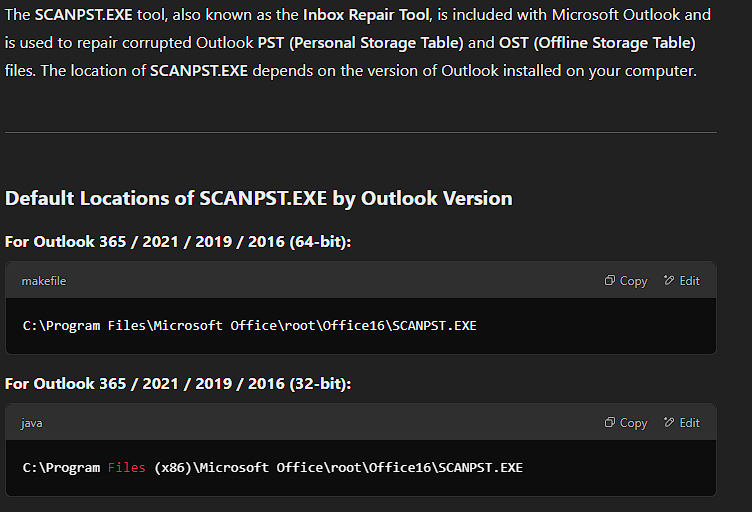 The SCANPST.EXE tool, also known as the Inbox Repair Tool, is included with Microsoft Outlook and
is used to repair corrupted Outlook PST (Personal Storage Table) and OST (Offline Storage Table)
files. The location of SCANPST.EXE depends on the version of Outlook installed on your computer.
Default Locations of SCANPST.EXE by Outlook Version
For Outlook 365 / 2021 / 2019 / 2016 (64-bit):
makefile Copy Edit
C:\Program Files\Microsoft Office\root\Office16\SCANPST.EXE
For Outlook 365 / 2021 / 2019 / 2016 (32-bit):
java Copy Edit
C:\Program Files (x86)\Microsoft Office\root\Office16\SCANPST.EXE